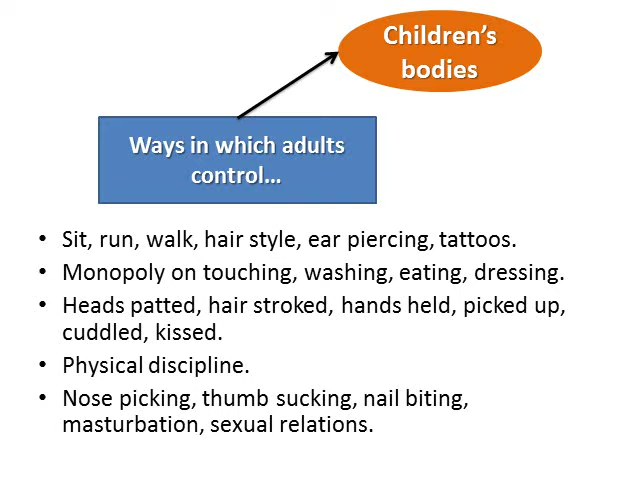 Children's
bodies
Ways in which adults
control…
• Sit, run, walk, hair style, ear piercing, tattoos.
• Monopoly on touching, washing, eating, dressing.
• Heads patted, hair stroked, hands held, picked up,
cuddled, kissed.
• Physical discipline.
• Nose picking, thumb sucking, nail biting,
masturbation, sexual relations.